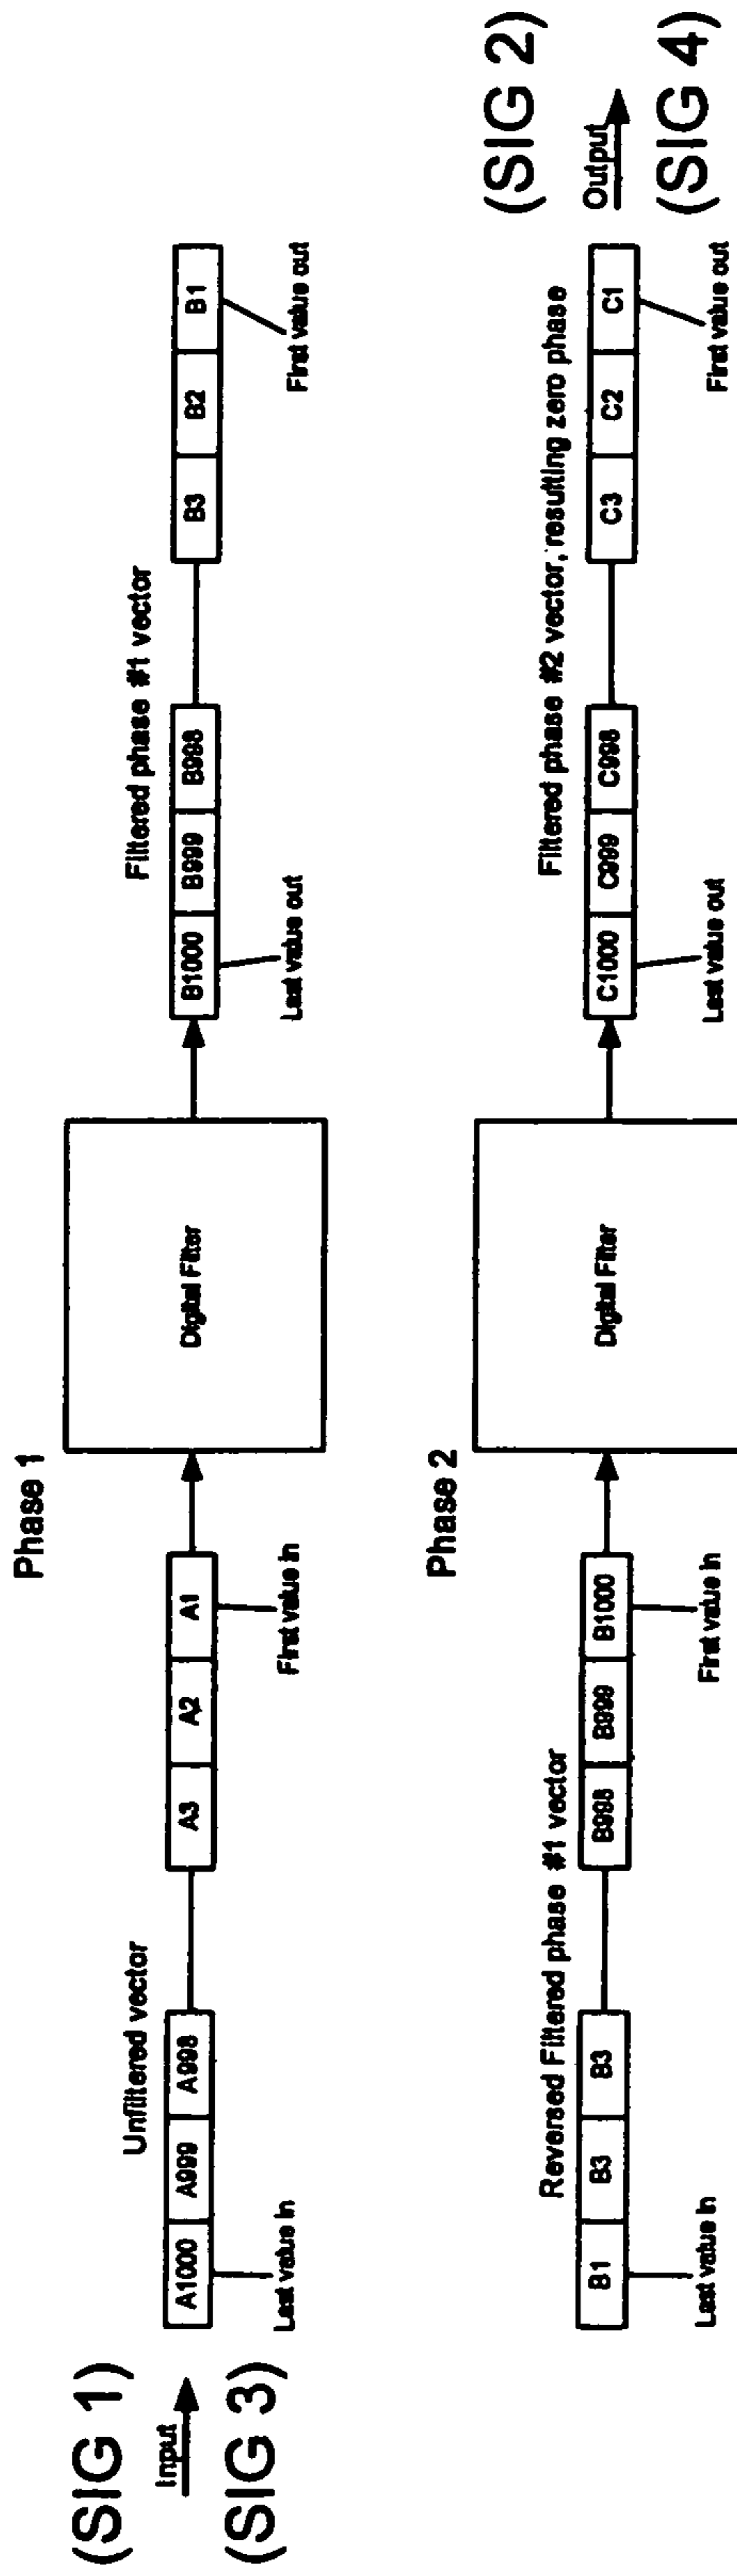 Phase 1
(SIG 1)
Input
(SIG 3)
Unfiltered vector
A1000 A999 A998 A3 A2 A1
Last value in
First value in
Digital Filter
Filtered phase #1 vector
B1000 B999 B998 B3 B2 B1
Last value out
First value out
Phase 2
Reversed Filtered phase #1 vector
B1 B3 B3 B998 B999 B1000
Last value in
First value in
Digital Filter
Filtered phase #2 vector, resulting zero phase
C1000 C999 C998 C3 C2 C1
Last value out
First value out
(SIG 2)
Output
(SIG 4)